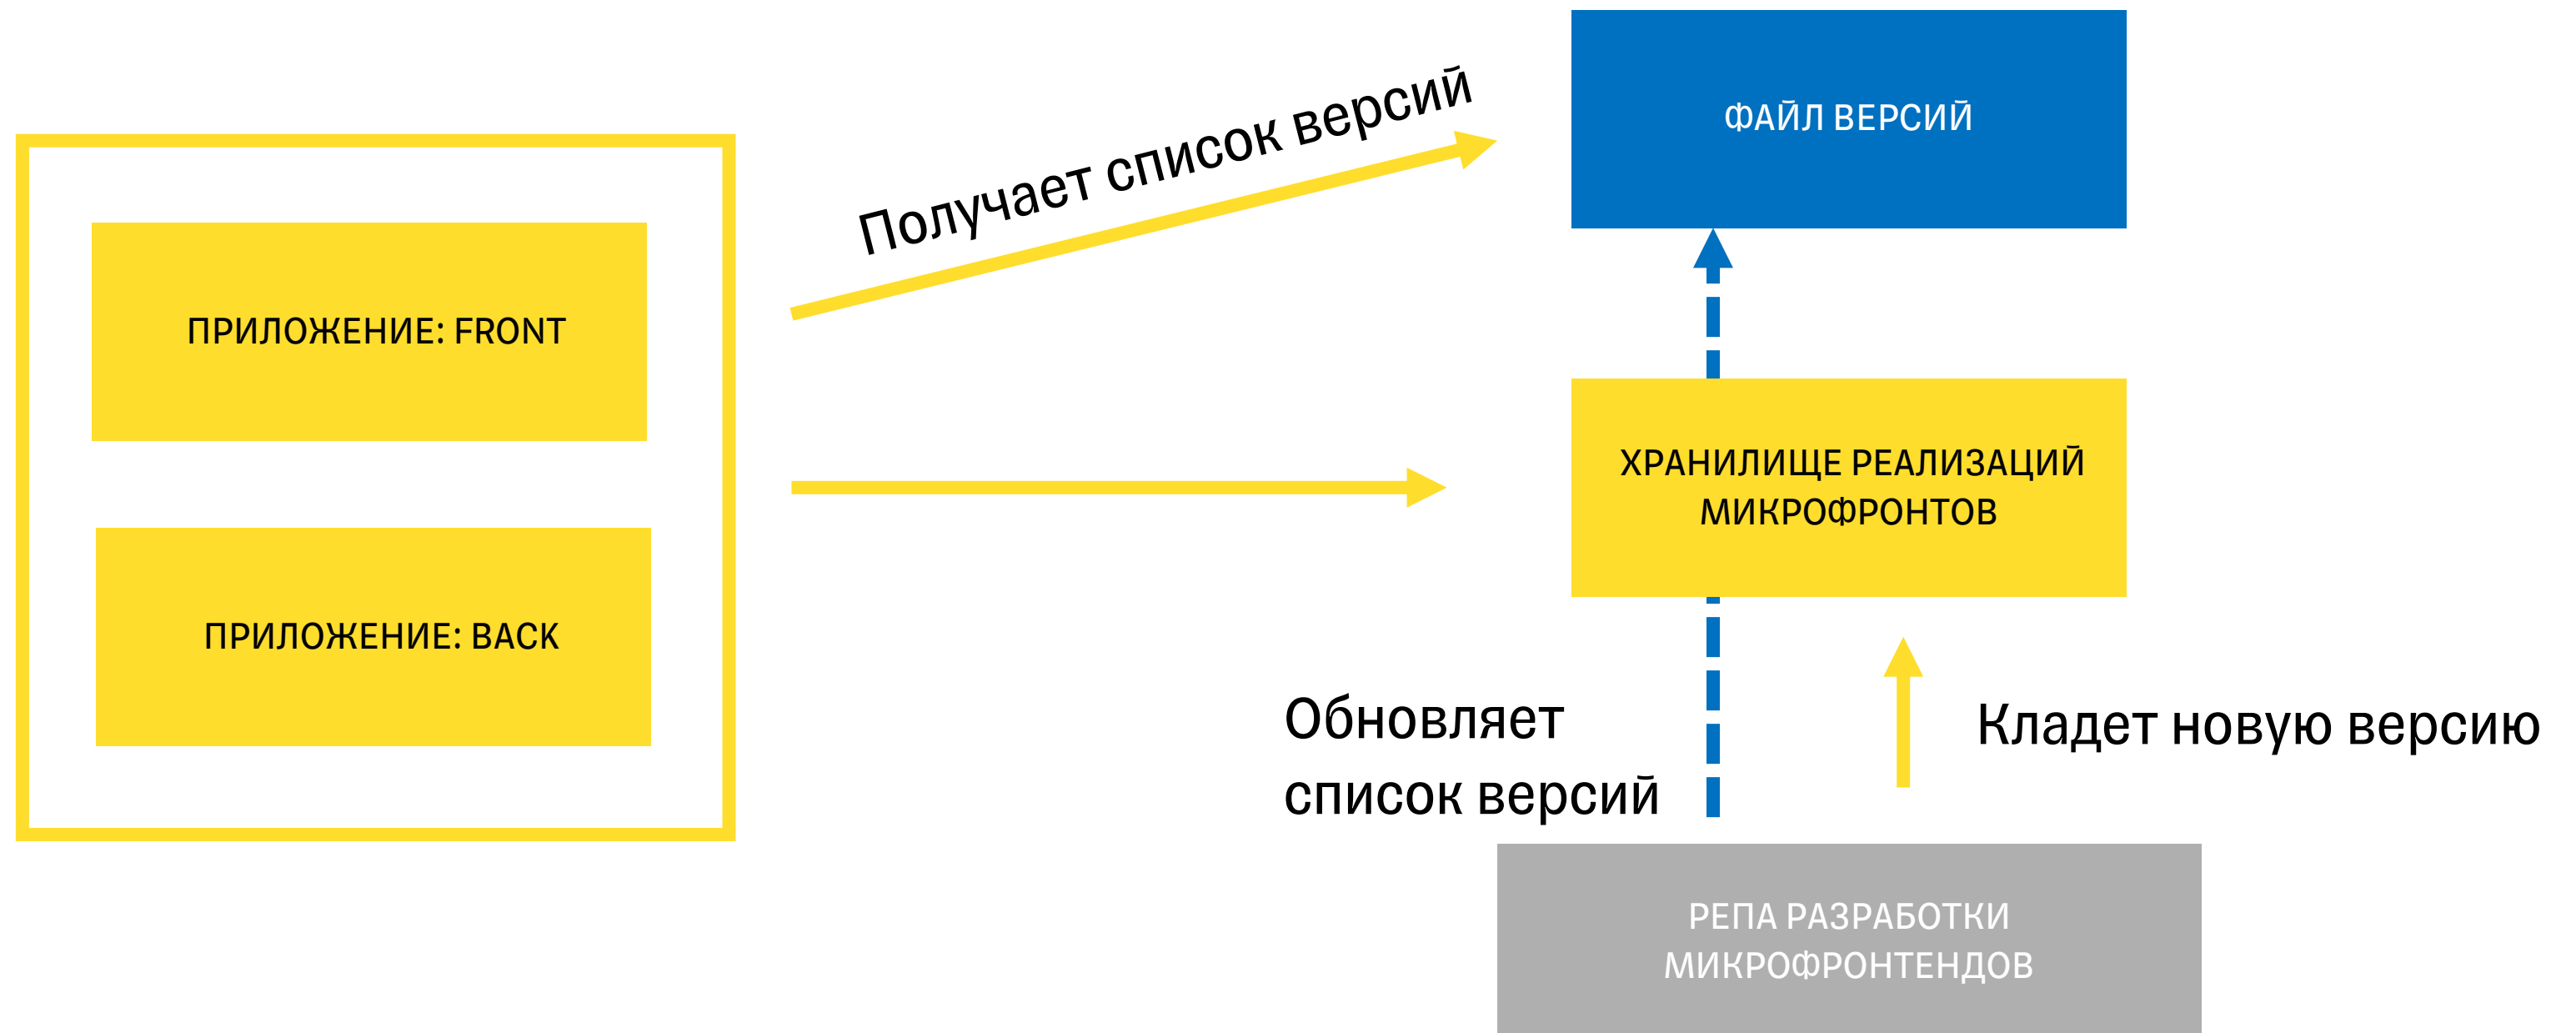 Получает список версий
ФАЙЛ ВЕРСИЙ
ПРИЛОЖЕНИЕ: FRONT
ХРАНИЛИЩЕ РЕАЛИЗАЦИЙ
МИКРОФРОНТОВ
ПРИЛОЖЕНИЕ: BACK
Обновляет
список версий
Кладет новую версию
РЕПА РАЗРАБОТКИ
МИКРОФРОНТЕНДОВ